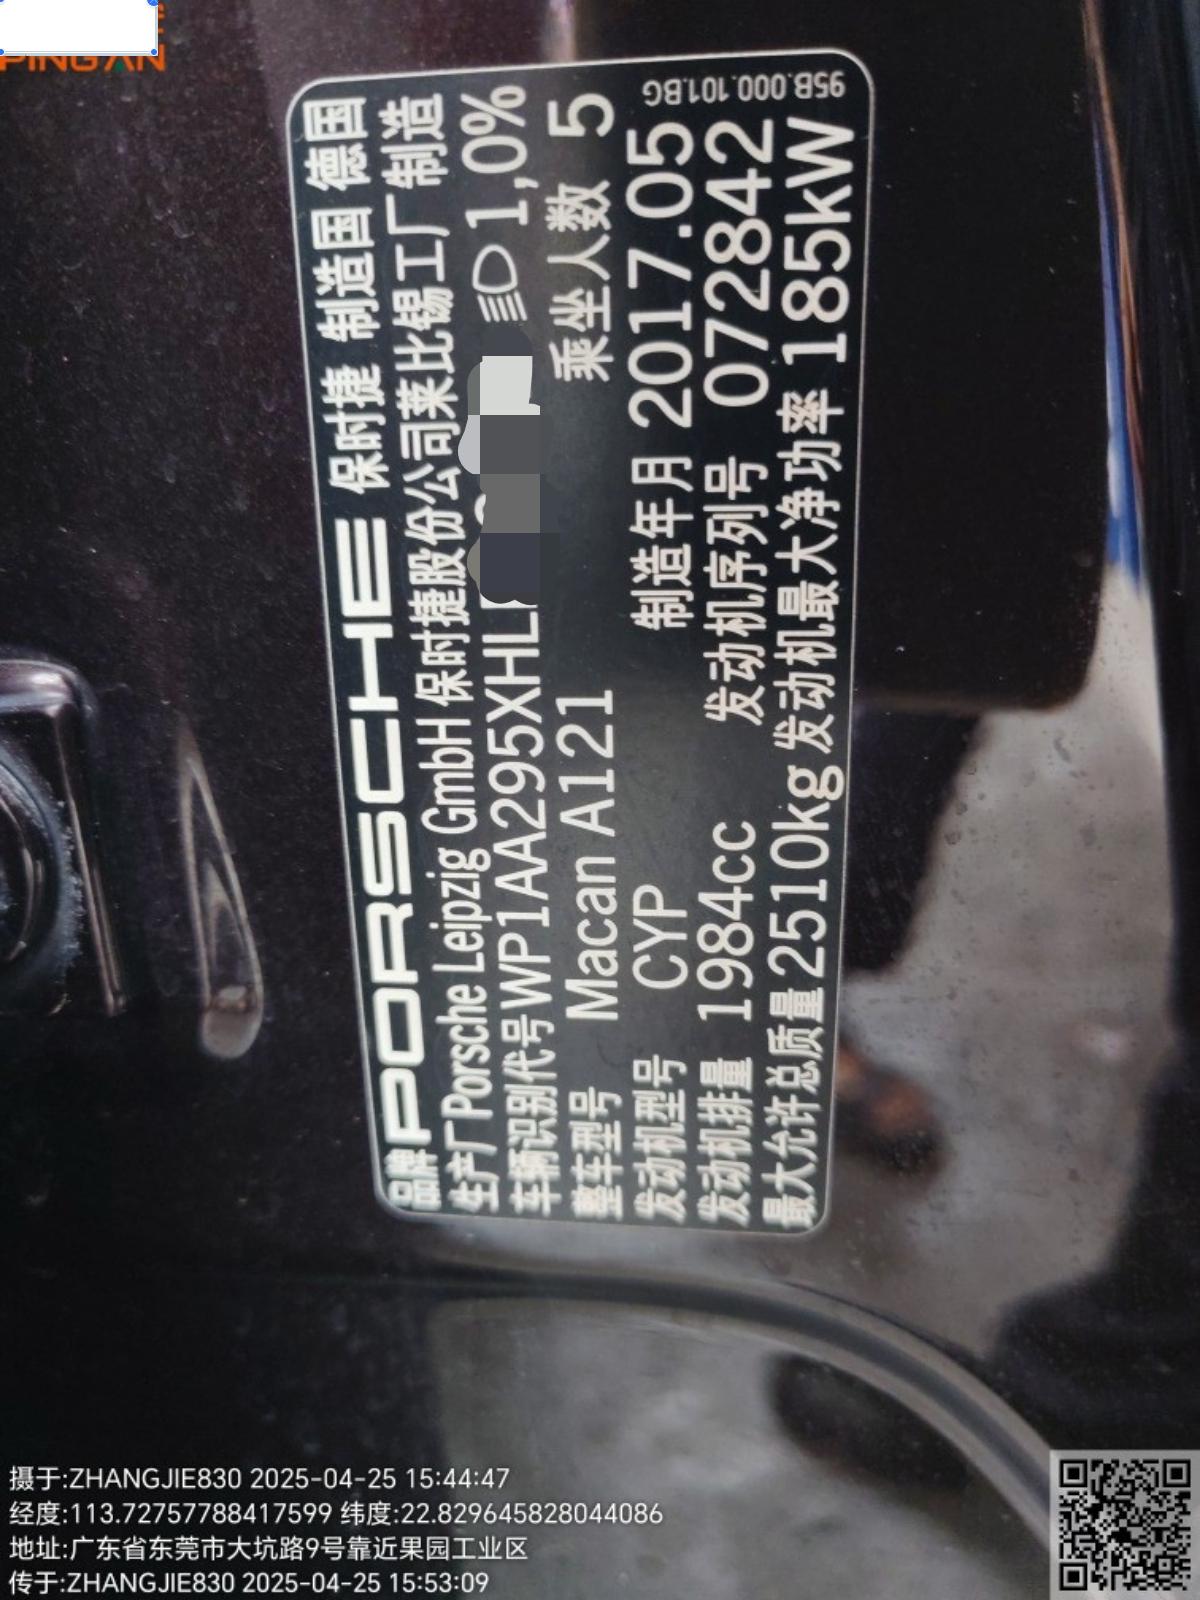 PING AN
品牌 PORSCHE 保时捷 制造国 德国
生产厂 Porsche Leipzig GmbH 保时捷股份公司莱比锡工厂制造
车辆识别代号 WP1AA295XHL 1,0%
整车型号 Macan A121 乘坐人数 5
发动机型号 CYP 制造年月 2017.05
发动机排量 1984cc 发动机序列号 072842
最大允许总质量 2510kg 发动机最大净功率 185kW
95B.000.101.BG
摄于:ZHANGJIE830 2025-04-25 15:44:47
经度:113.72757788417599 纬度:22.829645828044086
地址:广东省东莞市大坑路9号靠近果园工业区
传于:ZHANGJIE830 2025-04-25 15:53:09